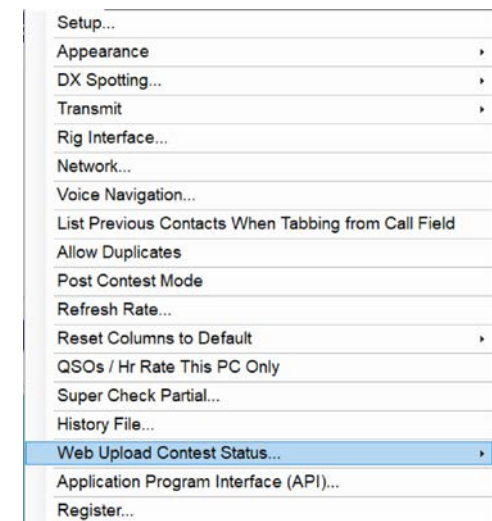 Setup...
Appearance
DX Spotting...
Transmit
Rig Interface...
Network...
Voice Navigation...
List Previous Contacts When Tabbing from Call Field
Allow Duplicates
Post Contest Mode
Refresh Rate...
Reset Columns to Default
QSOs / Hr Rate This PC Only
Super Check Partial...
History File...
Web Upload Contest Status...
Application Program Interface (API)...
Register...